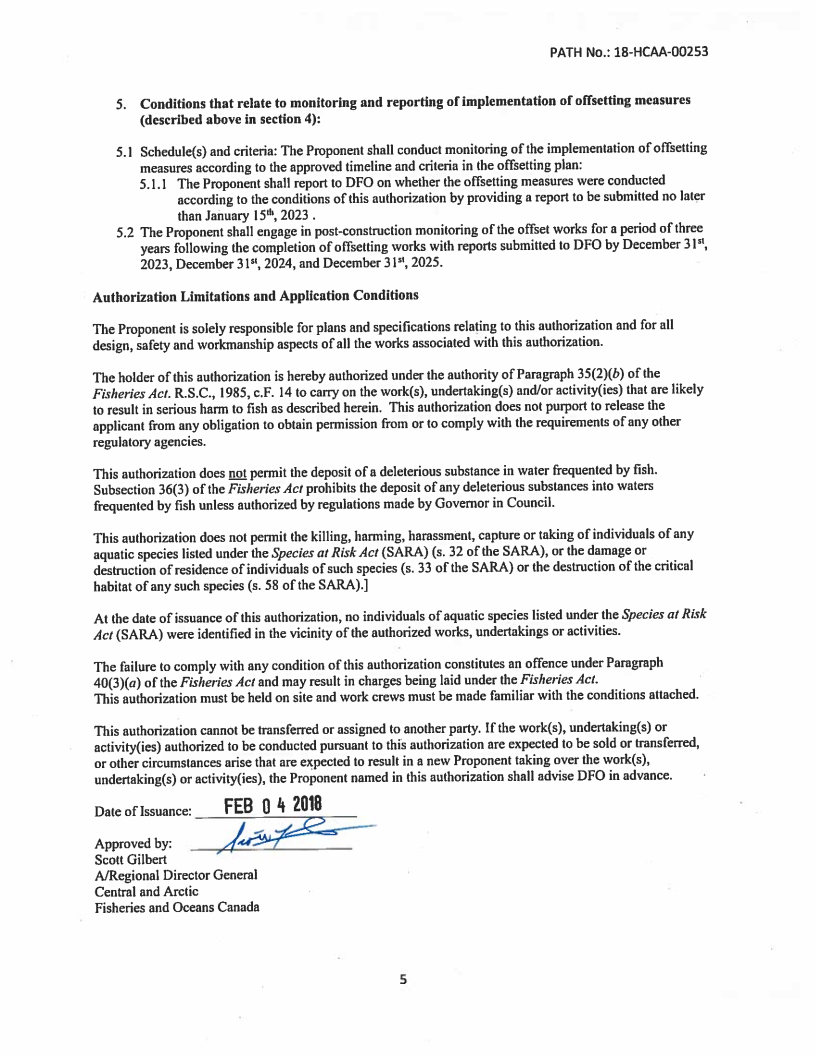 PATH No.: 18-HCAA-00253
5. Conditions that relate to monitoring and reporting of implementation of offsetting measures
(described above in section 4):
5.1 Schedule(s) and criteria: The Proponent shall conduct monitoring of the implementation of offsetting
measures according to the approved timeline and criteria in the offsetting plan:
5.1.1 The Proponent shall report to DFO on whether the offsetting measures were conducted
according to the conditions of this authorization by providing a report to be submitted no later
than January 15th, 2023 .
5.2 The Proponent shall engage in post-construction monitoring of the offset works for a period of three
years following the completion of offsetting works with reports submitted to DFO by December 31st,
2023, December 31st, 2024, and December 31st, 2025.
Authorization Limitations and Application Conditions
The Proponent is solely responsible for plans and specifications relating to this authorization and for all
design, safety and workmanship aspects of all the works associated with this authorization.
The holder of this authorization is hereby authorized under the authority of Paragraph 35(2)(b) of the
Fisheries Act. R.S.C., 1985, c.F. 14 to carry on the work(s), undertaking(s) and/or activity(ies) that are likely
to result in serious harm to fish as described herein. This authorization does not purport to release the
applicant from any obligation to obtain permission from or to comply with the requirements of any other
regulatory agencies.
This authorization does not permit the deposit of a deleterious substance in water frequented by fish.
Subsection 36(3) of the Fisheries Act prohibits the deposit of any deleterious substances into waters
frequented by fish unless authorized by regulations made by Governor in Council.
This authorization does not permit the killing, harming, harassment, capture or taking of individuals of any
aquatic species listed under the Species at Risk Act (SARA) (s. 32 of the SARA), or the damage or
destruction of residence of individuals of such species (s. 33 of the SARA) or the destruction of the critical
habitat of any such species (s. 58 of the SARA).]
At the date of issuance of this authorization, no individuals of aquatic species listed under the Species at Risk
Act (SARA) were identified in the vicinity of the authorized works, undertakings or activities.
The failure to comply with any condition of this authorization constitutes an offence under Paragraph
40(3)(a) of the Fisheries Act and may result in charges being laid under the Fisheries Act.
This authorization must be held on site and work crews must be made familiar with the conditions attached.
This authorization cannot be transferred or assigned to another party. If the work(s), undertaking(s) or
activity(ies) authorized to be conducted pursuant to this authorization are expected to be sold or transferred,
or other circumstances arise that are expected to result in a new Proponent taking over the work(s),
undertaking(s) or activity(ies), the Proponent named in this authorization shall advise DFO in advance.
Date of Issuance: FEB 04 2018
Approved by:
Scott Gilbert
A/Regional Director General
Central and Arctic
Fisheries and Oceans Canada
5